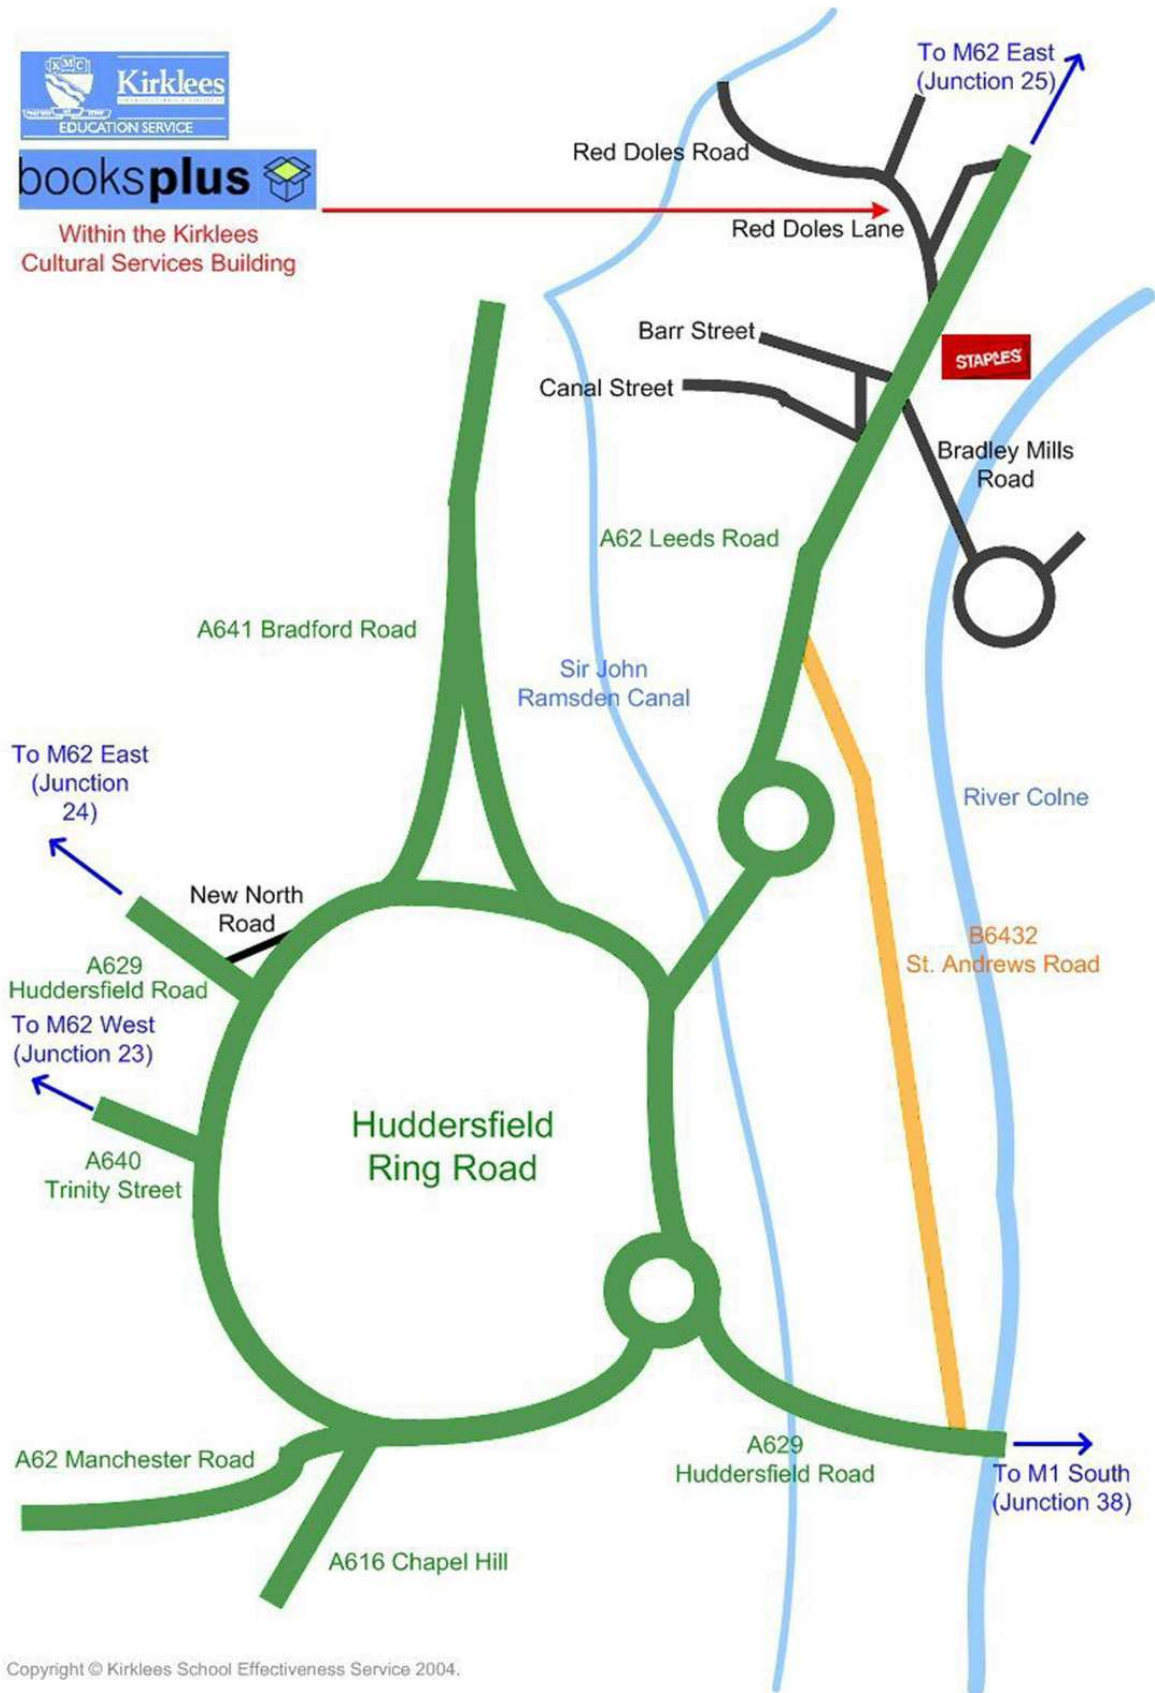 KMC
Kirklees
EDUCATION SERVICE
booksplus
Within the Kirklees
Cultural Services Building
To M62 East
(Junction 25)
Red Doles Road
Red Doles Lane
Barr Street
STAPLES
Canal Street
Bradley Mills
Road
A62 Leeds Road
A641 Bradford Road
Sir John
Ramsden Canal
To M62 East
(Junction
24)
River Colne
New North
Road
B6432
St. Andrews Road
A629
Huddersfield Road
To M62 West
(Junction 23)
Huddersfield
Ring Road
A640
Trinity Street
A62 Manchester Road
A629
Huddersfield Road
To M1 South
(Junction 38)
A616 Chapel Hill
Copyright © Kirklees School Effectiveness Service 2004.